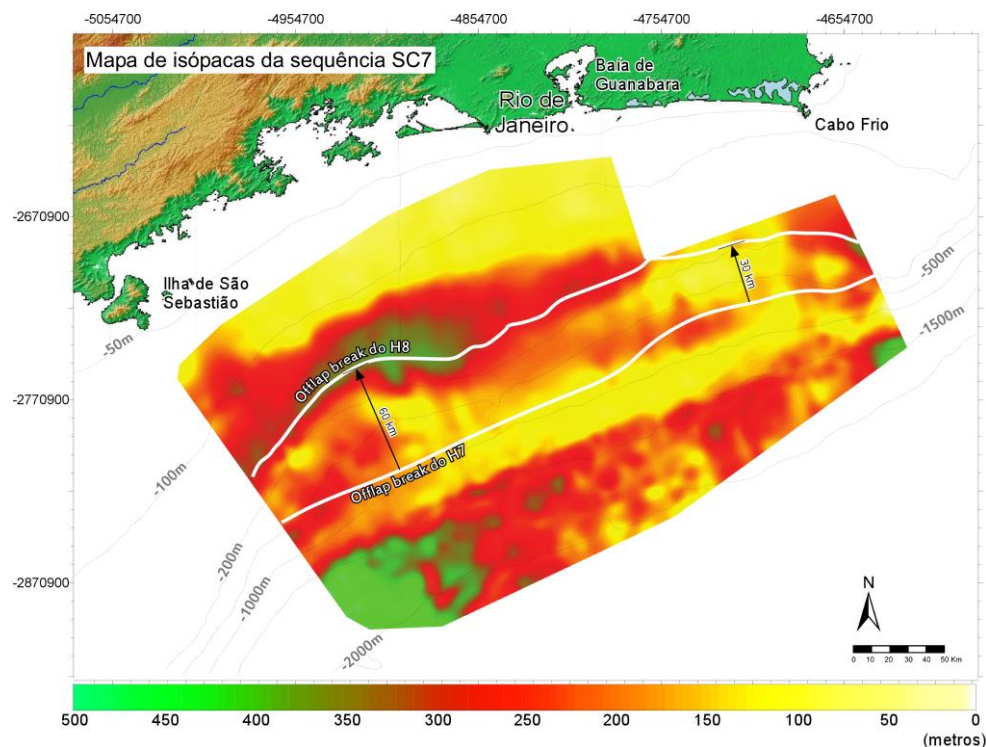 -5054700 -4954700 -4854700 -4754700 -4654700
Mapa de isópacas da sequência SC7
Baía de
Guanabara
Rio de
Janeiro
Cabo Frio
-2670900
Ilha de São
Sebastião
-50m
-500m
30 km
-1500m
Offlap break do H8
-2770900
60 km
Offlap break do H7
-100m
-200m
-2870900
-1000m
-2000m
N
0 10 20 30 40 50 Km
500 450 400 350 300 250 200 150 100 50 0
(metros)